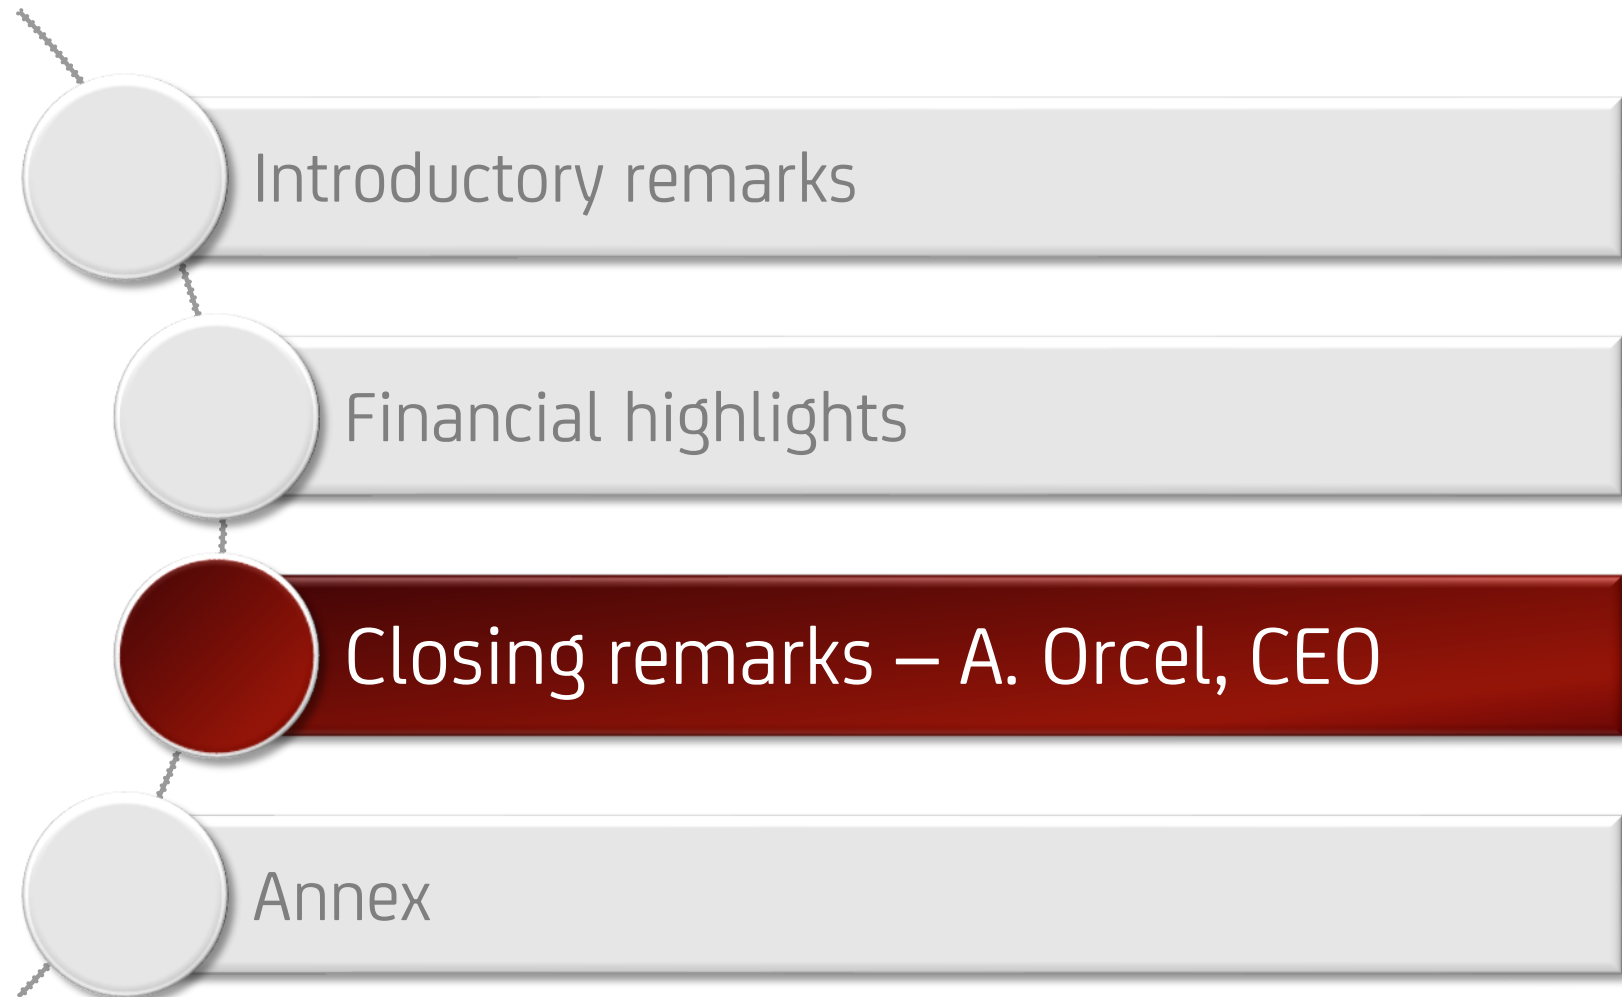 Introductory remarks
Financial highlights
Closing remarks – A. Orcel, CEO
Annex